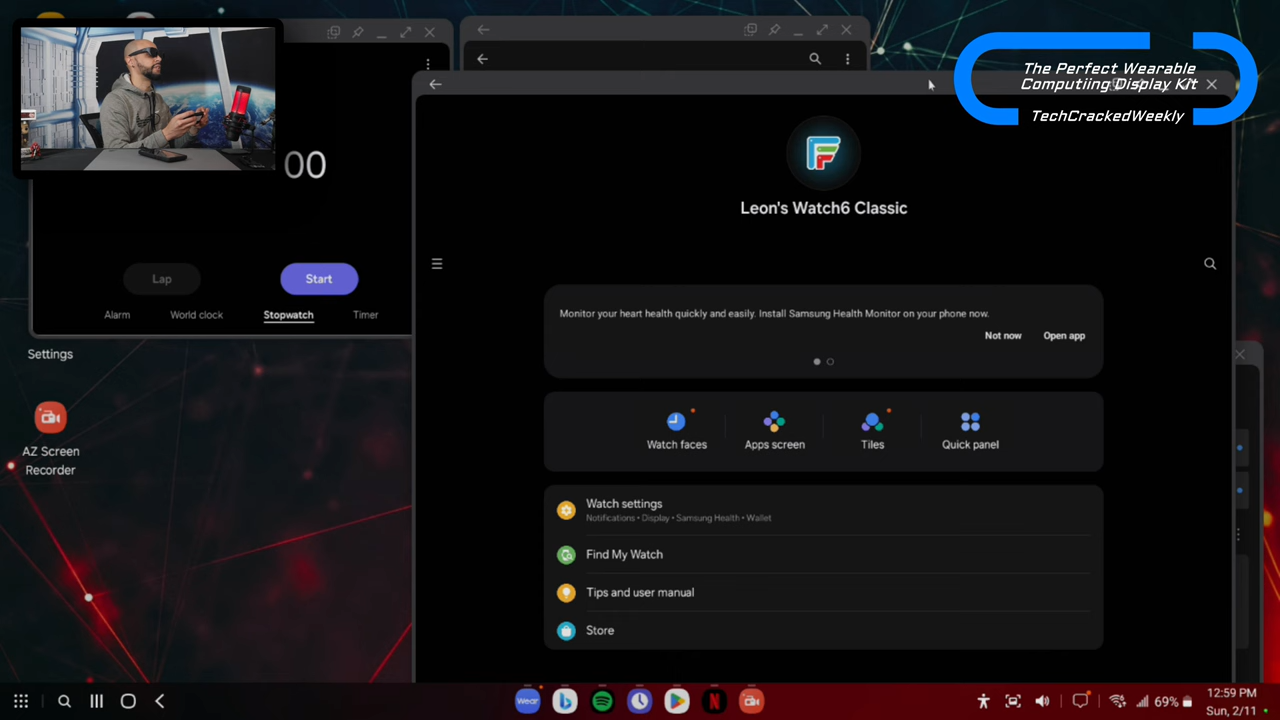 The Perfect Wearable
Computiing Display Kit
TechCrackedWeekly
00
Lap
Start
Alarm
World clock
Stopwatch
Timer
Settings
AZ Screen
Recorder
Leon's Watch6 Classic
Monitor your heart health quickly and easily. Install Samsung Health Monitor on your phone now.
Not now
Open app
Watch faces
Apps screen
Tiles
Quick panel
Watch settings
Notifications • Display • Samsung Health • Wallet
Find My Watch
Tips and user manual
Store
Wear
69%
12:59 PM
Sun, 2/11